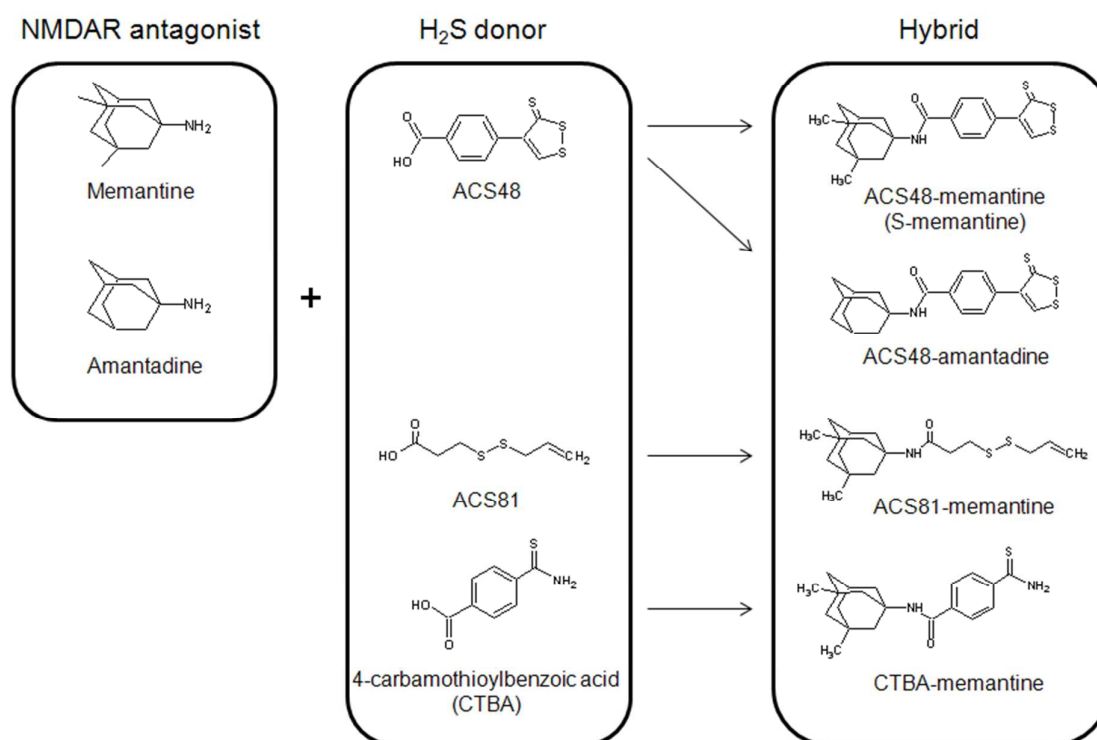 NMDAR antagonist
H₂S donor
Hybrid
NH₂
Memantine
NH₂
Amantadine
+
O
HO
S
S
S
ACS48
O
HO
S
S
CH₂
ACS81
S
NH₂
HO
O
4-carbamothioylbenzoic acid
(CTBA)
H₃C
H₃C
NH
O
S
S
S
ACS48-memantine
(S-memantine)
NH
O
S
S
S
ACS48-amantadine
H₃C
H₃C
NH
O
S
S
CH₂
ACS81-memantine
H₃C
H₃C
NH
O
S
NH₂
CTBA-memantine